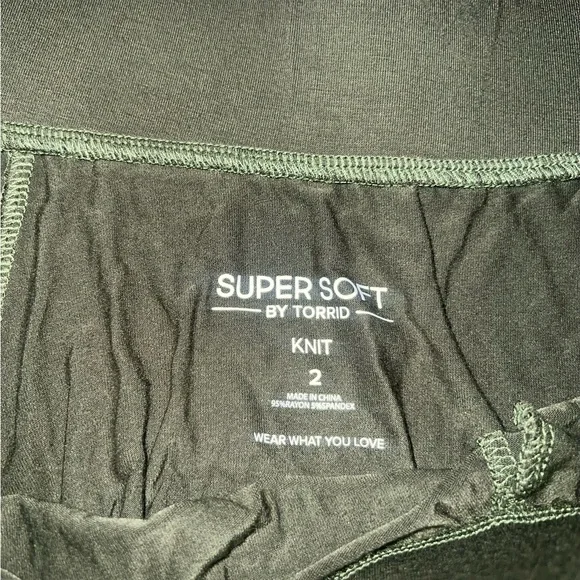 SUPER SOFT
BY TORRID
KNIT
2
MADE IN CHINA
95%RAYON 5%SPANDEX
WEAR WHAT YOU LOVE